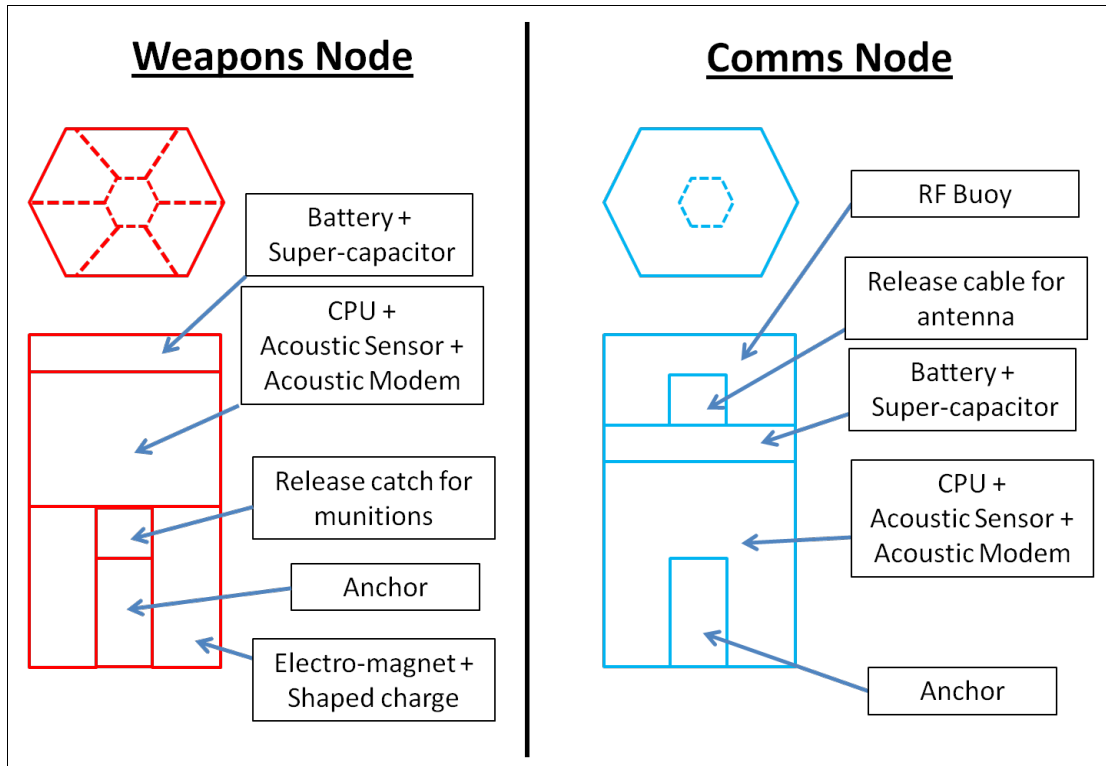 Weapons Node
Battery +
Super-capacitor
CPU +
Acoustic Sensor +
Acoustic Modem
Release catch for
munitions
Anchor
Electro-magnet +
Shaped charge
Comms Node
RF Buoy
Release cable for
antenna
Battery +
Super-capacitor
CPU +
Acoustic Sensor +
Acoustic Modem
Anchor